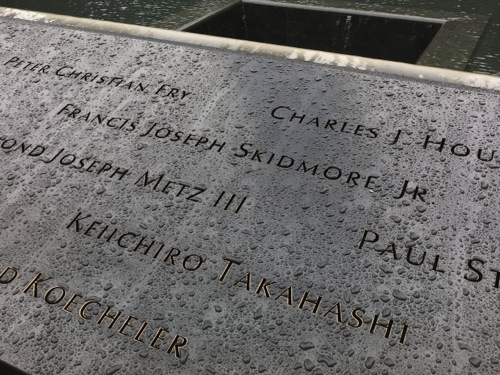 PETER CHRISTIAN FRY
CHARLES J
FRANCIS JOSEPH SKIDMORE, JR.
JOSEPH METZ III
PAUL
KEIICHIRO TAKAHASHI
KOECHELER